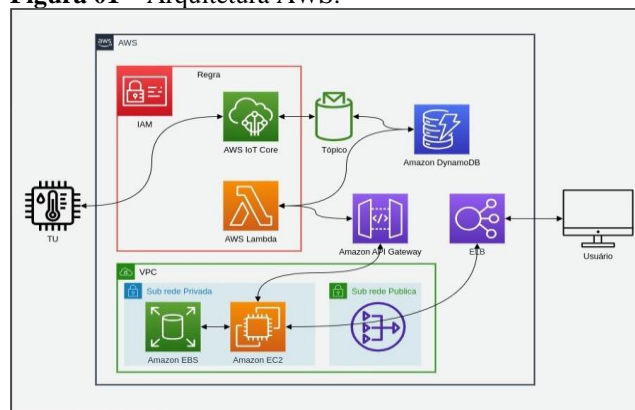 Figura 01 – Arquitetura AWS.
aws AWS
Regra
IAM
AWS IoT Core
Tópico
Amazon DynamoDB
TU
AWS Lambda
Amazon API Gateway
ELB
Usuário
VPC
Sub rede Privada
Sub rede Publica
Amazon EBS
Amazon EC2